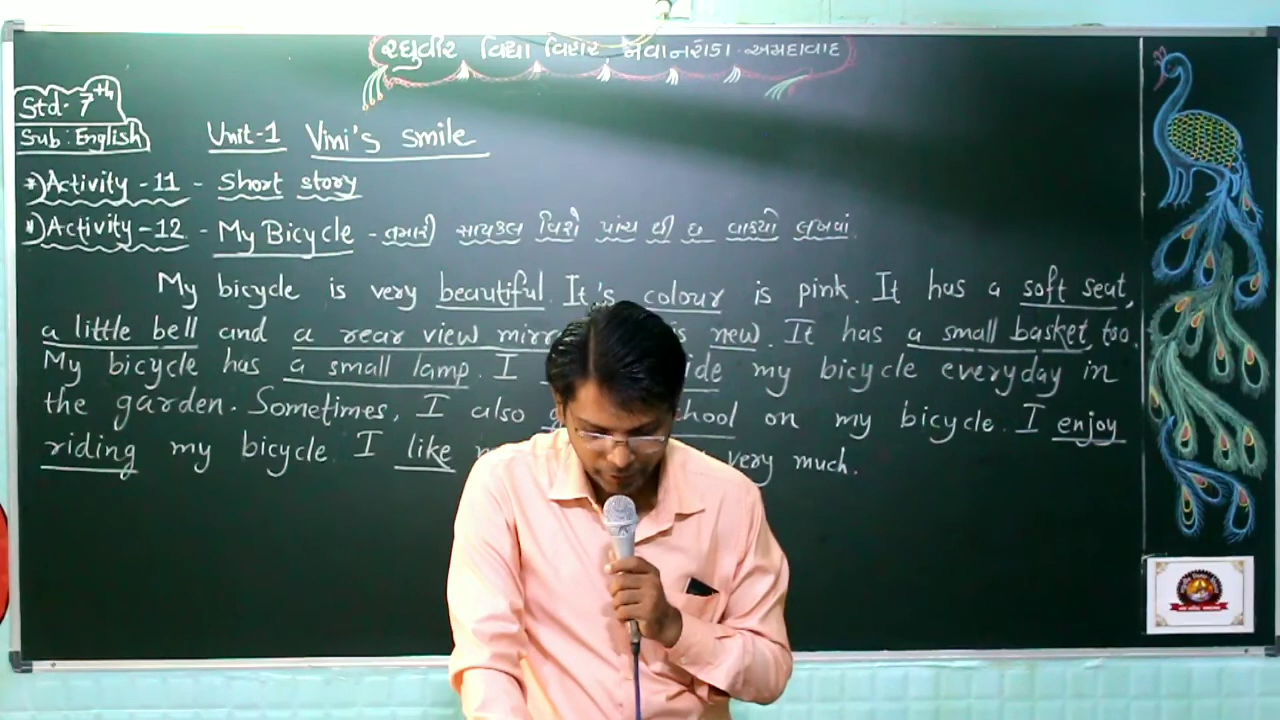 રઘુવીર વિદ્યા વિહાર, નવાનરોડા - અમદાવાદ
Std. 7th
Sub : English
Unit-1 Vini's Smile
*) Activity - 11 - Short story
*) Activity - 12 - My Bicycle - તમારી સાયકલ વિશે પાંચ થી છ વાક્યો લખવાં.
My bicycle is very beautiful. It's colour is pink. It has a soft seat,
a little bell and a rear view is new. It has a small basket too.
My bicycle has a small lamp. I my bicycle everyday in
the garden. Sometimes, I also on my bicycle. I enjoy
riding my bicycle. I like very much.